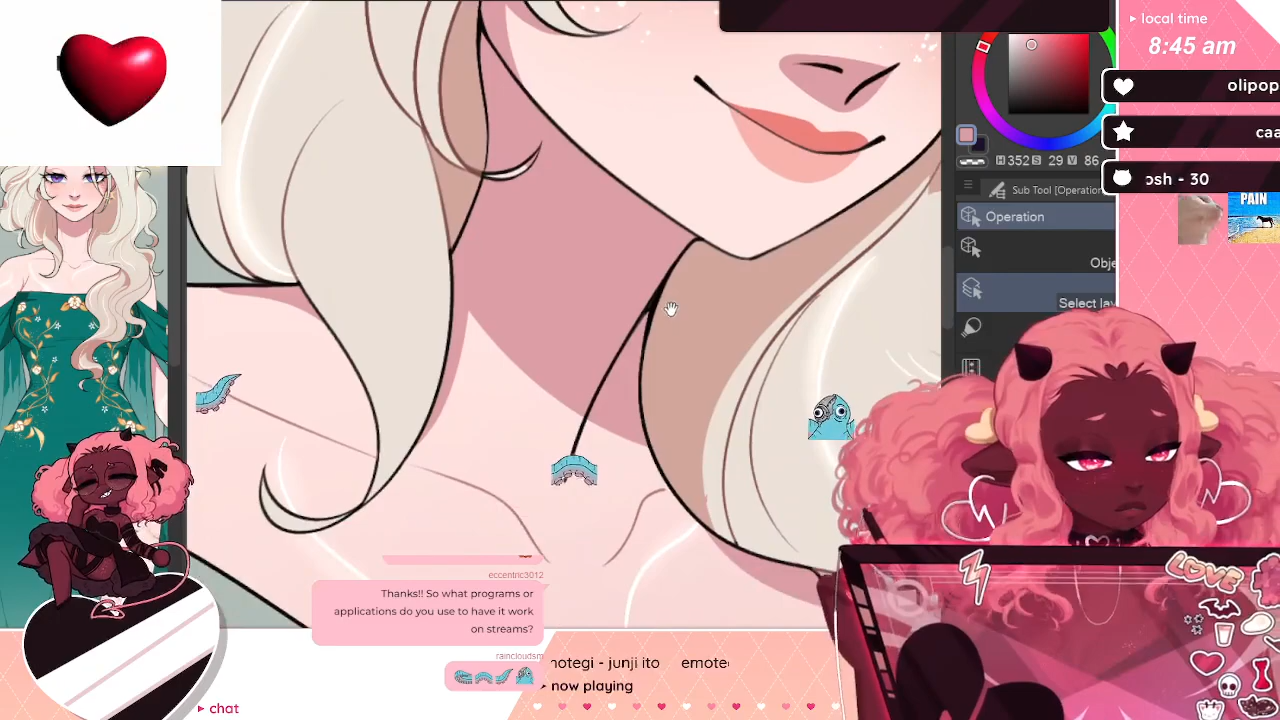 local time
8:45 am
olipop
caa
osh - 30
PAIN
H 352 S 29 V 86
Sub Tool [Operation
Operation
Obje
Select lay
LOVE
eccentric3012
Thanks!! So what programs or
applications do you use to have it work
on streams?
raincloudsm
notegi - junji ito emote
now playing
chat